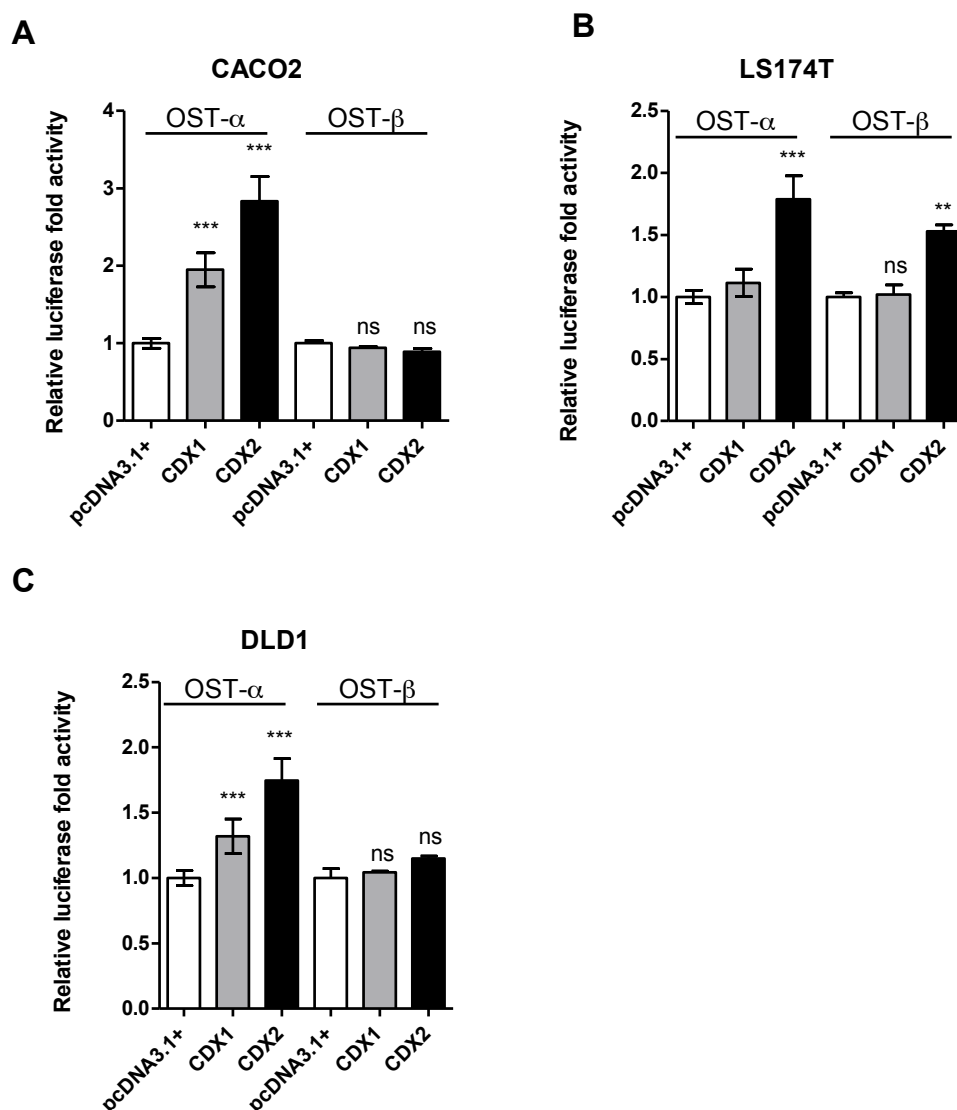 A
CACO2
OST-α OST-β
Relative luciferase fold activity
4
3
2
1
0
***
***
ns
ns
pcDNA3.1+
CDX1
CDX2
pcDNA3.1+
CDX1
CDX2
B
LS174T
OST-α OST-β
Relative luciferase fold activity
2.5
2.0
1.5
1.0
0.5
0.0
***
ns
**
pcDNA3.1+
CDX1
CDX2
pcDNA3.1+
CDX1
CDX2
C
DLD1
OST-α OST-β
Relative luciferase fold activity
2.5
2.0
1.5
1.0
0.5
0.0
***
***
ns
ns
pcDNA3.1+
CDX1
CDX2
pcDNA3.1+
CDX1
CDX2